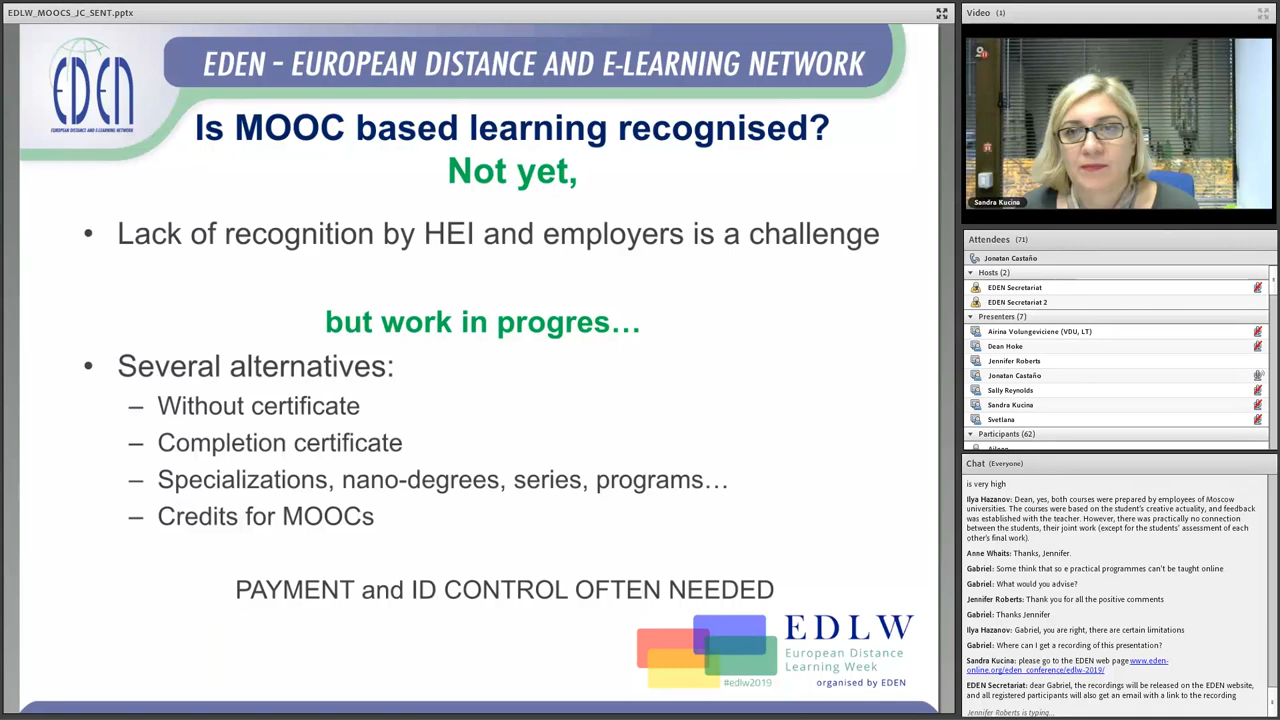 EDLW_MOOCS_JC_SENT.pptx
EDEN
EUROPEAN DISTANCE AND E-LEARNING NETWORK
EDEN – EUROPEAN DISTANCE AND E-LEARNING NETWORK
Is MOOC based learning recognised?
Not yet,
• Lack of recognition by HEI and employers is a challenge
but work in progres…
• Several alternatives:
– Without certificate
– Completion certificate
– Specializations, nano-degrees, series, programs…
– Credits for MOOCs
PAYMENT and ID CONTROL OFTEN NEEDED
EDLW
European Distance
Learning Week
#edlw2019
organised by EDEN
Video (1)
Sandra Kucina
Attendees (71)
Jonatan Castaño
Hosts (2)
EDEN Secretariat
EDEN Secretariat 2
Presenters (7)
Airina Volungeviciene (VDU, LT)
Dean Hoke
Jennifer Roberts
Jonatan Castaño
Sally Reynolds
Sandra Kucina
Svetlana
Participants (62)
Chat (Everyone)
is very high
Ilya Hazanov: Dean, yes, both courses were prepared by employees of Moscow
universities. The courses were based on the student's creative actuality, and feedback
was established with the teacher. However, there was practically no connection
between the students, their joint work (except for the students' assessment of each
other's final work).
Anne Whaits: Thanks, Jennifer.
Gabriel: Some think that so e practical programmes can't be taught online
Gabriel: What would you advise?
Jennifer Roberts: Thank you for all the positive comments
Gabriel: Thanks Jennifer
Ilya Hazanov: Gabriel, you are right, there are certain limitations
Gabriel: Where can I get a recording of this presentation?
Sandra Kucina: please go to the EDEN web page www.eden-
online.org/eden_conference/edlw-2019/
EDEN Secretariat: dear Gabriel, the recordings will be released on the EDEN website,
and all registered participants will also get an email with a link to the recording
Jennifer Roberts is typing...